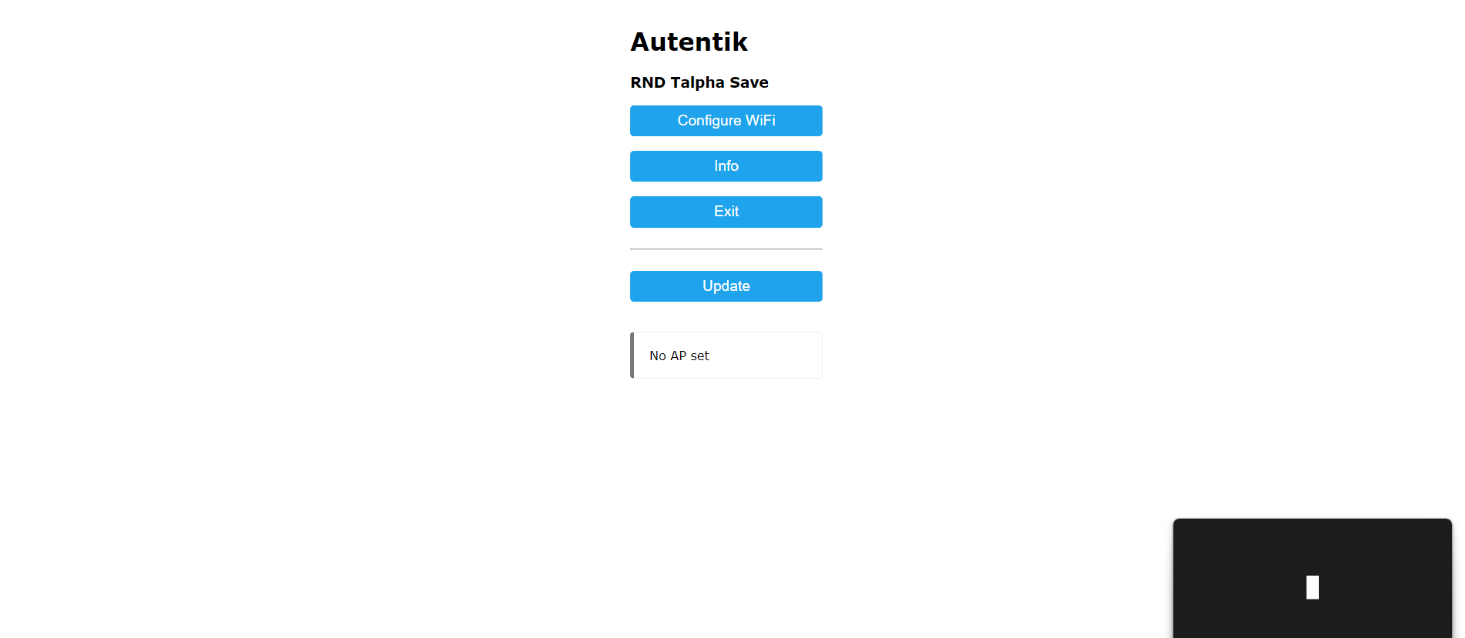 Autentik
RND Talpha Save
Configure WiFi
Info
Exit
Update
No AP set